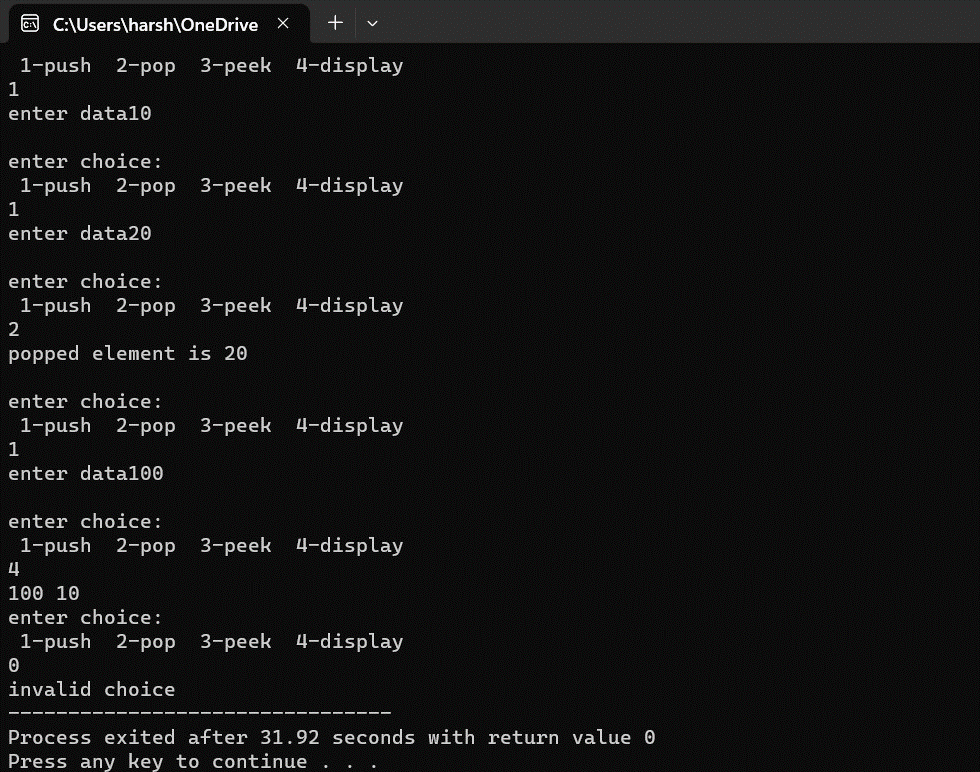 C:\Users\harsh\OneDrive
1-push  2-pop  3-peek  4-display
1
enter data10
enter choice:
1-push  2-pop  3-peek  4-display
1
enter data20
enter choice:
1-push  2-pop  3-peek  4-display
2
popped element is 20
enter choice:
1-push  2-pop  3-peek  4-display
1
enter data100
enter choice:
1-push  2-pop  3-peek  4-display
4
100 10
enter choice:
1-push  2-pop  3-peek  4-display
0
invalid choice
--------------------------------
Process exited after 31.92 seconds with return value 0
Press any key to continue . . .